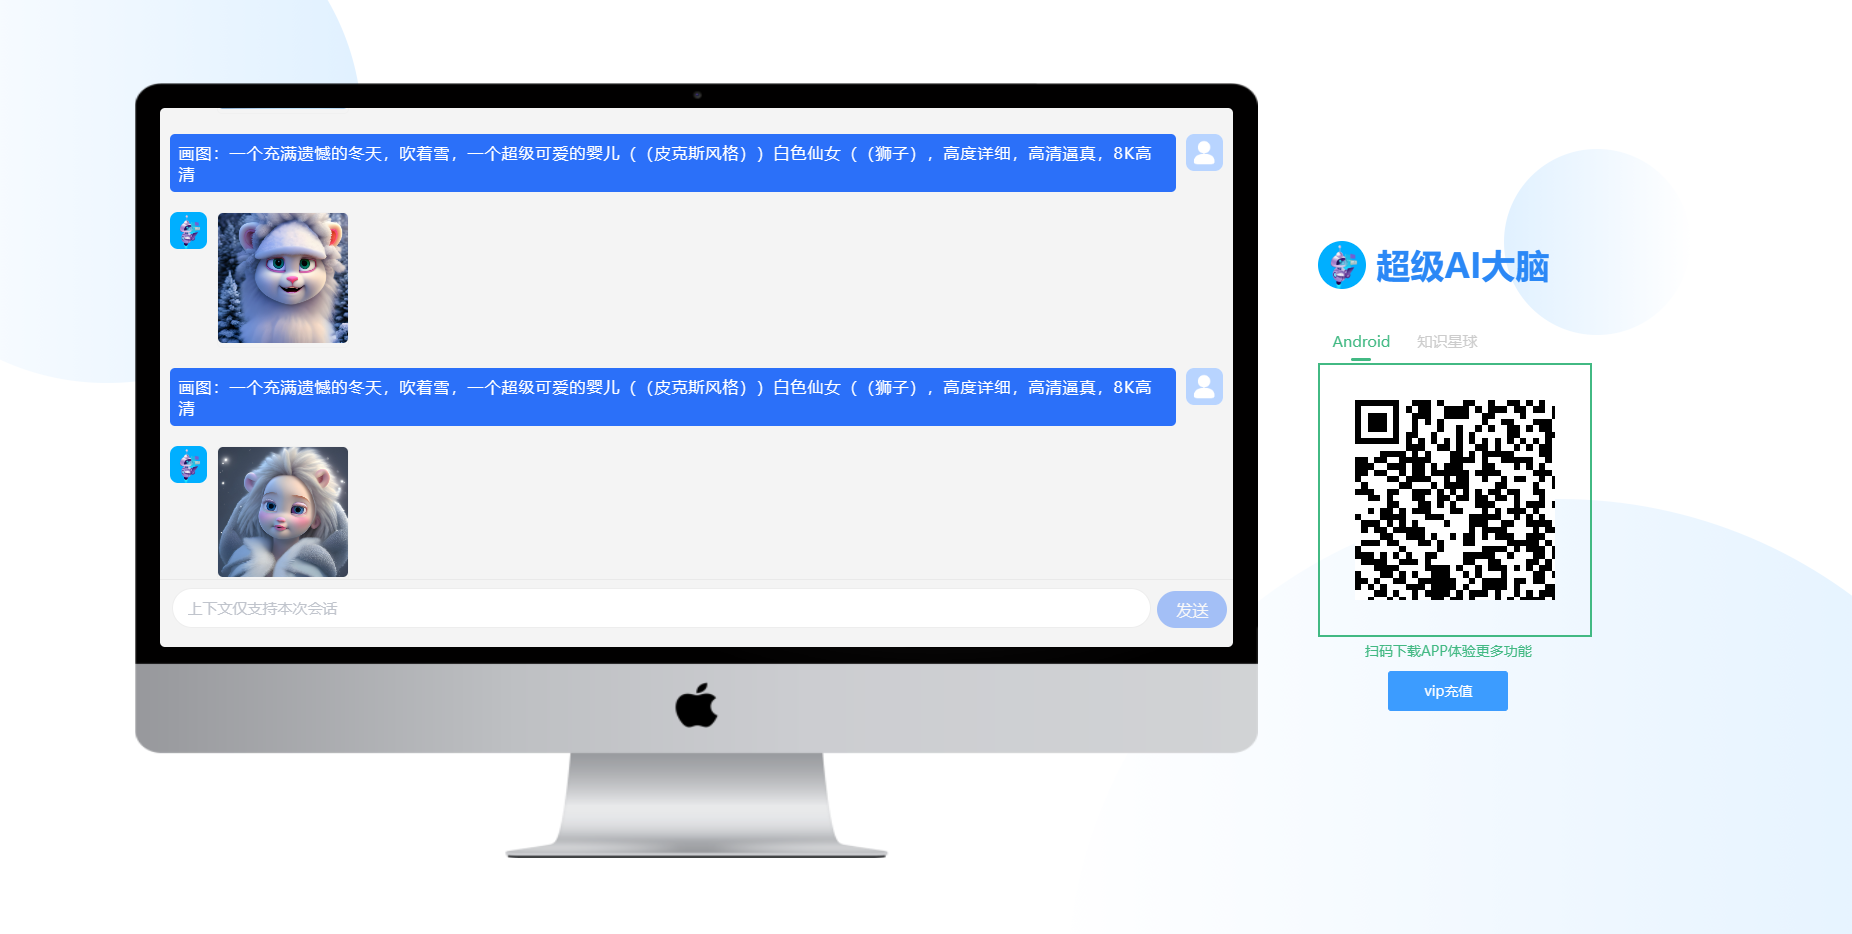 画图：一个充满遗憾的冬天，吹着雪，一个超级可爱的婴儿（（皮克斯风格））白色仙女（（狮子），高度详细，高清逼真，8K高
清
画图：一个充满遗憾的冬天，吹着雪，一个超级可爱的婴儿（（皮克斯风格））白色仙女（（狮子），高度详细，高清逼真，8K高
清
上下文仅支持本次会话
发送
超级AI大脑
Android 知识星球
扫码下载APP体验更多功能
vip充值